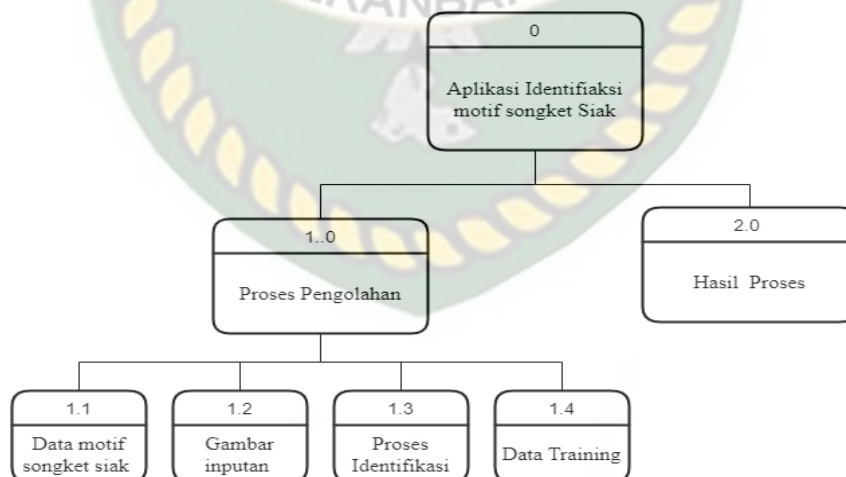 0
Aplikasi Identifiaksi
motif songket Siak
1..0
Proses Pengolahan
2.0
Hasil Proses
1.1
Data motif
songket siak
1.2
Gambar
inputan
1.3
Proses
Identifikasi
1.4
Data Training